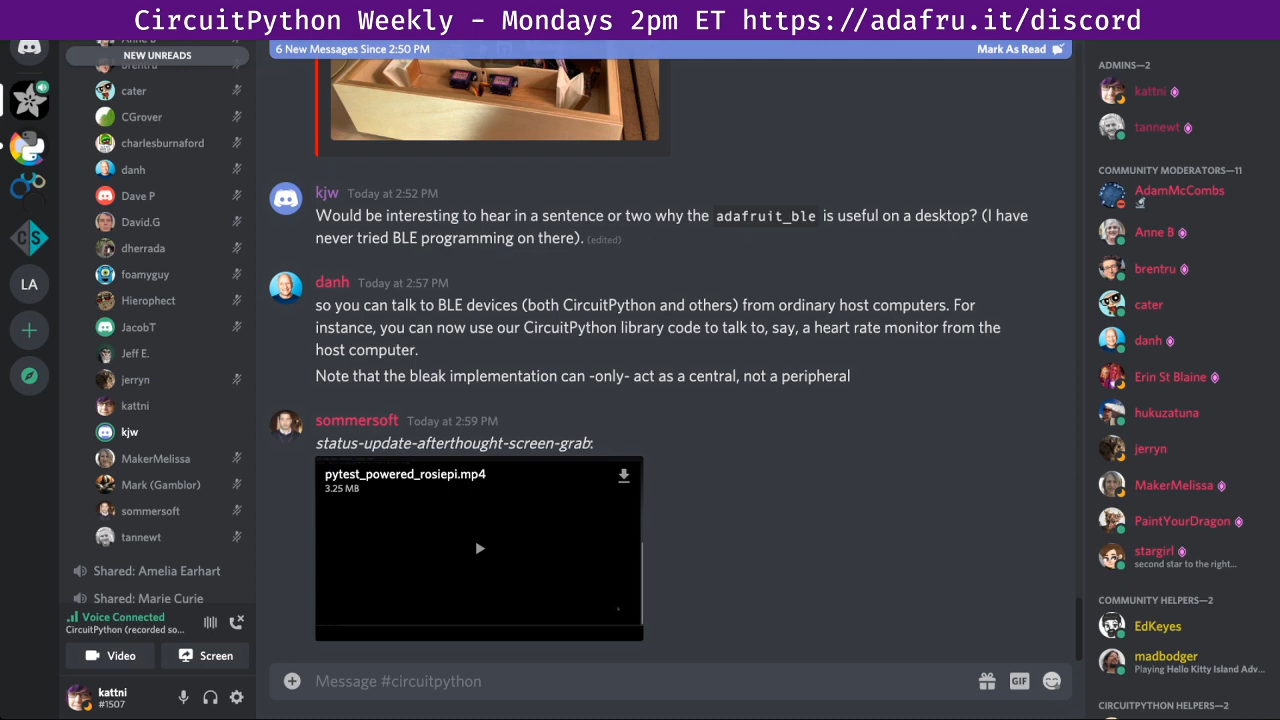 CircuitPython Weekly - Mondays 2pm ET https://adafru.it/discord
NEW UNREADS
brentru
cater
CGrover
charlesburnaford
danh
Dave P
David.G
dherrada
foamyguy
Hierophect
JacobT
Jeff E.
jerryn
kattni
kjw
MakerMelissa
Mark (Gamblor)
sommersoft
tannewt
Shared: Amelia Earhart
Shared: Marie Curie
Voice Connected
CircuitPython (recorded so...
Video
Screen
kattni
#1507
LA
CS
6 New Messages Since 2:50 PM
Mark As Read
kjw Today at 2:52 PM
Would be interesting to hear in a sentence or two why the adafruit_ble is useful on a desktop? (I have
never tried BLE programming on there). (edited)
danh Today at 2:57 PM
so you can talk to BLE devices (both CircuitPython and others) from ordinary host computers. For
instance, you can now use our CircuitPython library code to talk to, say, a heart rate monitor from the
host computer.
Note that the bleak implementation can -only- act as a central, not a peripheral
sommersoft Today at 2:59 PM
status-update-afterthought-screen-grab:
pytest_powered_rosiepi.mp4
3.25 MB
Message #circuitpython
GIF
ADMINS—2
kattni
tannewt
COMMUNITY MODERATORS—11
AdamMcCombs
Anne B
brentru
cater
danh
Erin St Blaine
hukuzatuna
jerryn
MakerMelissa
PaintYourDragon
stargirl
second star to the right...
COMMUNITY HELPERS—2
EdKeyes
madbodger
Playing Hello Kitty Island Adv...
CIRCUITPYTHON HELPERS—2